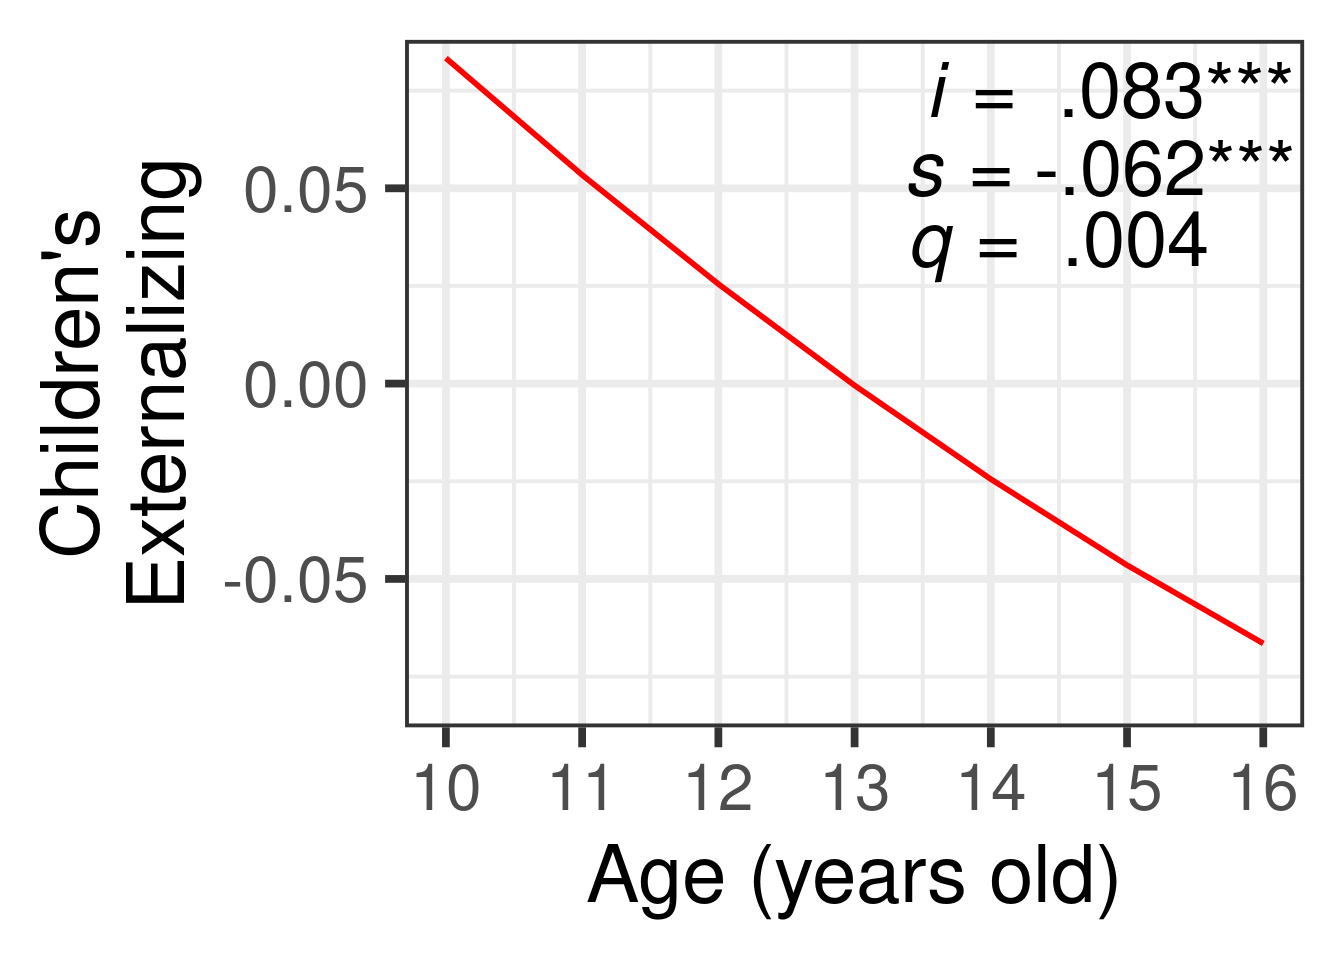 Children's
Externalizing
0.05
0.00
-0.05
i = .083***
s = -.062***
q = .004
10 11 12 13 14 15 16
Age (years old)